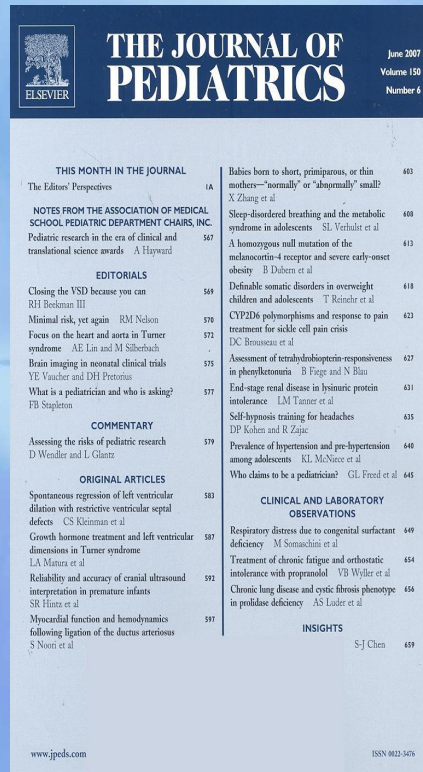 ELSEVIER
THE JOURNAL OF
PEDIATRICS
June 2007
Volume 150
Number 6
THIS MONTH IN THE JOURNAL
The Editors' Perspectives 1A
NOTES FROM THE ASSOCIATION OF MEDICAL
SCHOOL PEDIATRIC DEPARTMENT CHAIRS, INC.
Pediatric research in the era of clinical and 567
translational science awards A Hayward
EDITORIALS
Closing the VSD because you can 569
RH Beekman III
Minimal risk, yet again RM Nelson 570
Focus on the heart and aorta in Turner 572
syndrome AE Lin and M Silberbach
Brain imaging in neonatal clinical trials 575
YE Vaucher and DH Pretorius
What is a pediatrician and who is asking? 577
FB Stapleton
COMMENTARY
Assessing the risks of pediatric research 579
D Wendler and L Glantz
ORIGINAL ARTICLES
Spontaneous regression of left ventricular 583
dilation with restrictive ventricular septal
defects CS Kleinman et al
Growth hormone treatment and left ventricular 587
dimensions in Turner syndrome
LA Matura et al
Reliability and accuracy of cranial ultrasound 592
interpretation in premature infants
SR Hintz et al
Myocardial function and hemodynamics 597
following ligation of the ductus arteriosus
S Noori et al
Babies born to short, primiparous, or thin 603
mothers—"normally" or "abnormally" small?
X Zhang et al
Sleep-disordered breathing and the metabolic 608
syndrome in adolescents SL Verhulst et al
A homozygous null mutation of the 613
melanocortin-4 receptor and severe early-onset
obesity B Dubern et al
Definable somatic disorders in overweight 618
children and adolescents T Reinehr et al
CYP2D6 polymorphisms and response to pain 623
treatment for sickle cell pain crisis
DC Brousseau et al
Assessment of tetrahydrobiopterin-responsiveness 627
in phenylketonuria B Fiege and N Blau
End-stage renal disease in lysinuric protein 631
intolerance LM Tanner et al
Self-hypnosis training for headaches 635
DP Kohen and R Zajac
Prevalence of hypertension and pre-hypertension 640
among adolescents KL McNiece et al
Who claims to be a pediatrician? GL Freed et al 645
CLINICAL AND LABORATORY
OBSERVATIONS
Respiratory distress due to congenital surfactant 649
deficiency M Somaschini et al
Treatment of chronic fatigue and orthostatic 654
intolerance with propranolol VB Wyller et al
Chronic lung disease and cystic fibrosis phenotype 656
in prolidase deficiency AS Luder et al
INSIGHTS
S-J Chen 659
www.jpeds.com
ISSN 0022-3476